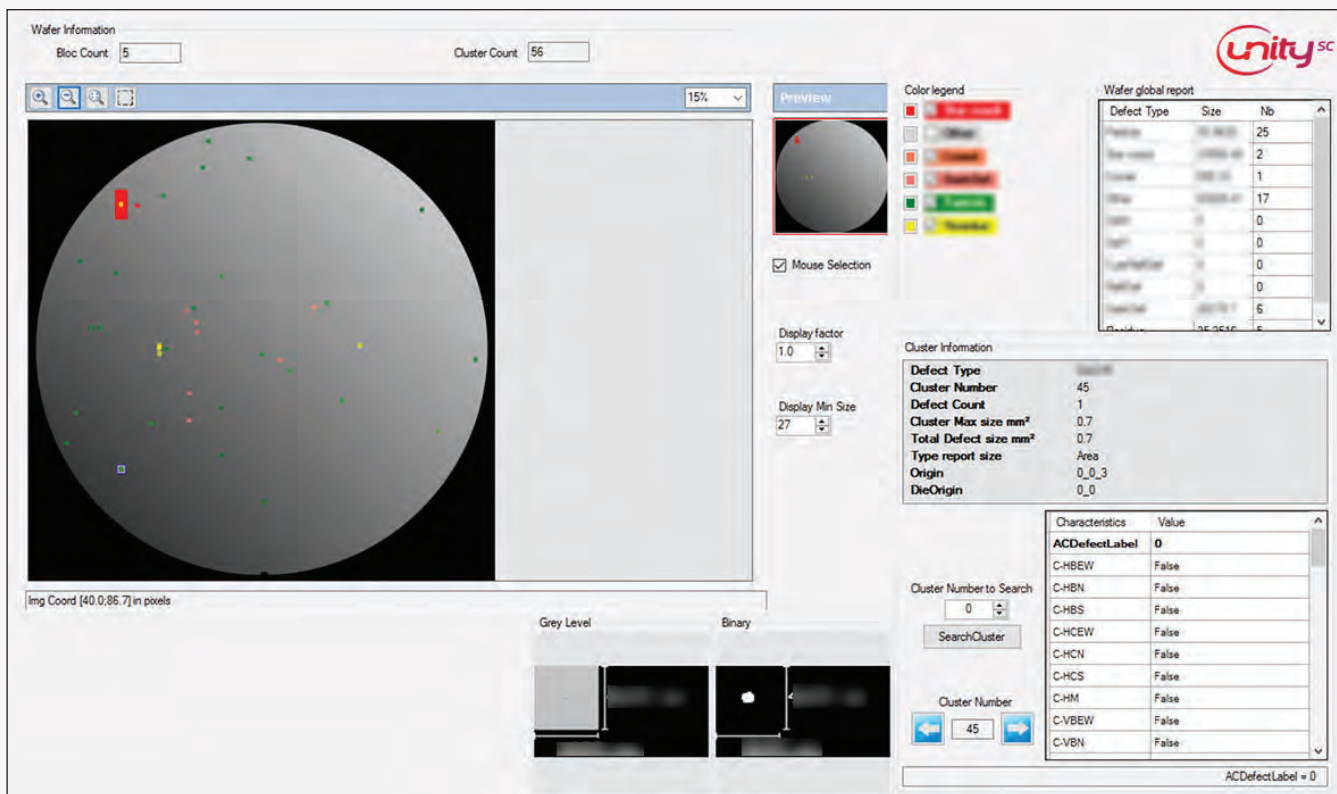 Wafer Information
Bloc Count 5
Cluster Count 56
unity SC
15%
Preview
Color legend
Wafer global report
Defect Type Size Nb
25
2
1
17
0
0
0
0
6
Mouse Selection
Display factor
1.0
Display Min Size
27
Cluster Information
Defect Type
Cluster Number 45
Defect Count 1
Cluster Max size mm² 0.7
Total Defect size mm² 0.7
Type report size Area
Origin 0_0_3
DieOrigin 0_0
Img Coord [40.0;86.7] in pixels
Grey Level
Binary
Cluster Number to Search
0
SearchCluster
Cluster Number
45
Characteristics Value
ACDefectLabel 0
C-HBEW False
C-HBN False
C-HBS False
C-HCEW False
C-HCN False
C-HCS False
C-HM False
C-VBEW False
C-VBN False
ACDefectLabel = 0